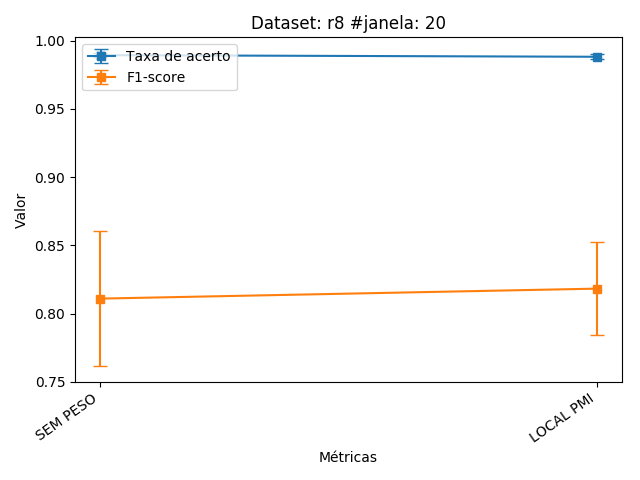 Dataset: r8 #janela: 20
Taxa de acerto
F1-score
1.00
0.95
0.90
0.85
0.80
0.75
Valor
SEM PESO
LOCAL PMI
Métricas